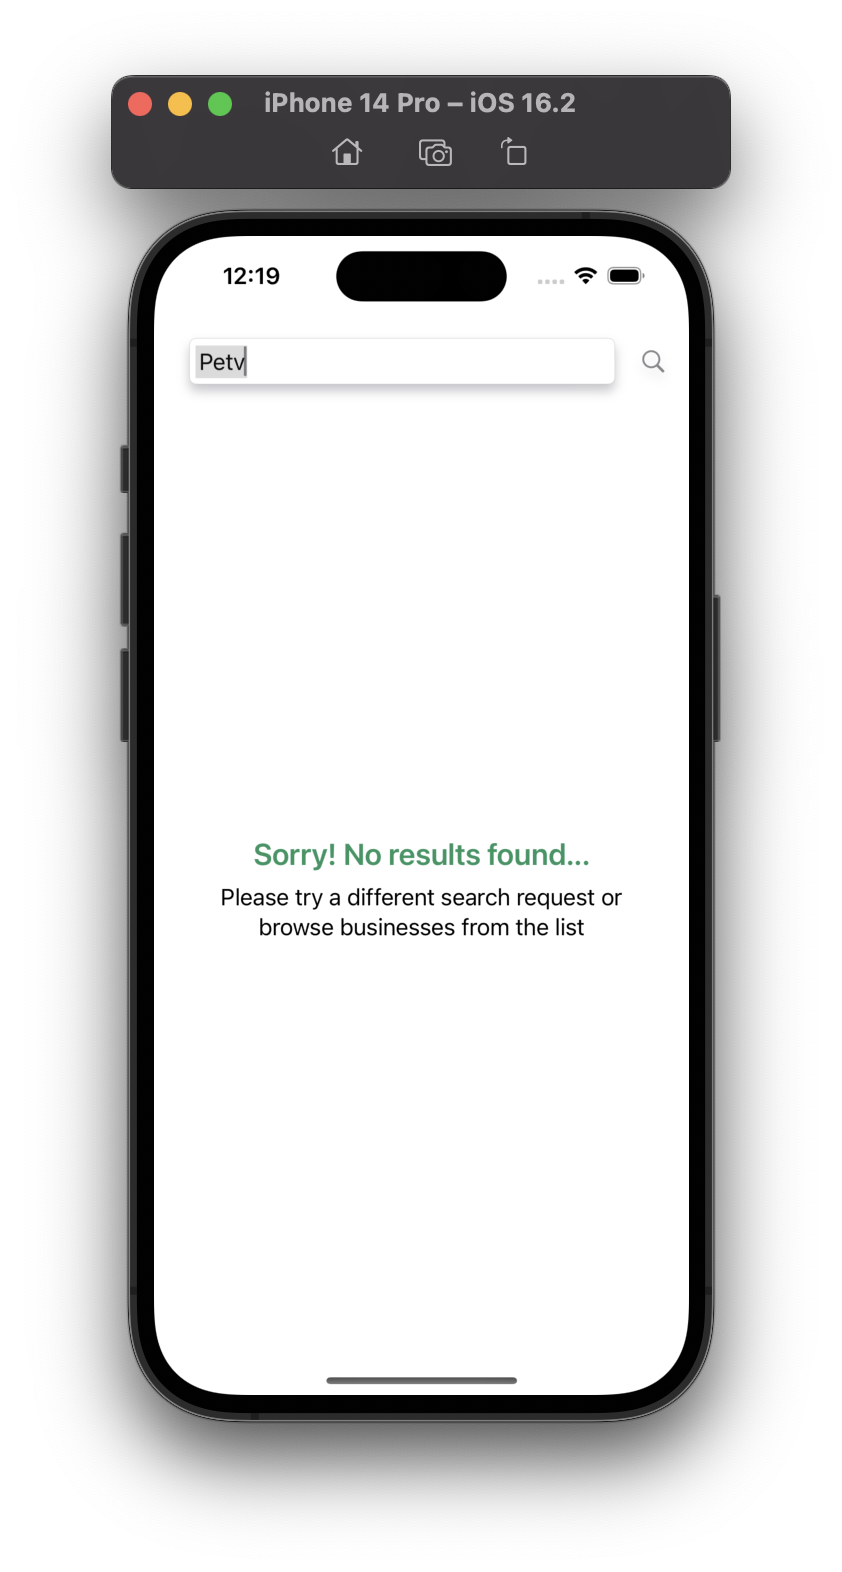 iPhone 14 Pro – iOS 16.2
12:19
Petv
Sorry! No results found...
Please try a different search request or
browse businesses from the list